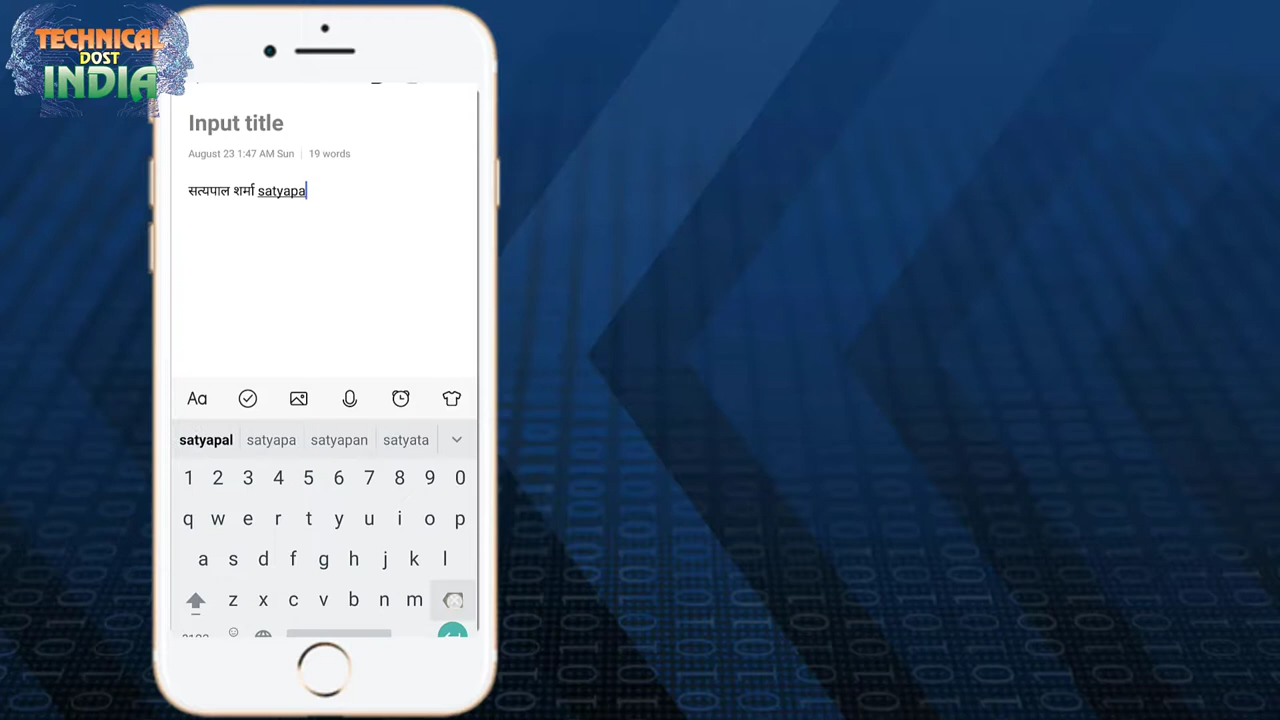 TECHNICAL
DOST
INDIA
Input title
August 23 1:47 AM Sun | 19 words
सत्यपाल शर्मा satyapa
Aa
satyapal satyapa satyapan satyata
1 2 3 4 5 6 7 8 9 0
q w e r t y u i o p
a s d f g h j k l
z x c v b n m